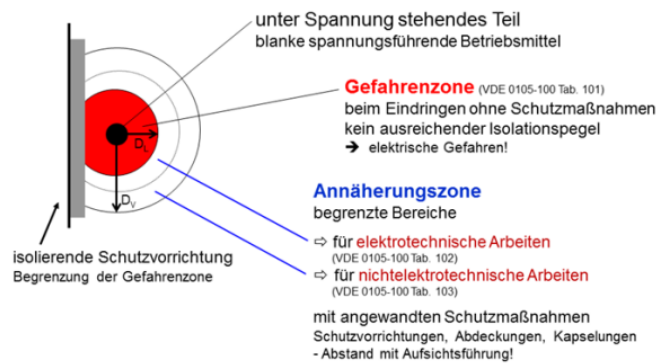 unter Spannung stehendes Teil
blanke spannungsführende Betriebsmittel
Gefahrenzone (VDE 0105-100 Tab. 101)
beim Eindringen ohne Schutzmaßnahmen
kein ausreichender Isolationspegel
➔ elektrische Gefahren!
D_L
D_V
Annäherungszone
begrenzte Bereiche
isolierende Schutzvorrichtung
Begrenzung der Gefahrenzone
⇨ für elektrotechnische Arbeiten
(VDE 0105-100 Tab. 102)
⇨ für nichtelektrotechnische Arbeiten
(VDE 0105-100 Tab. 103)
mit angewandten Schutzmaßnahmen
Schutzvorrichtungen, Abdeckungen, Kapselungen
- Abstand mit Aufsichtsführung!